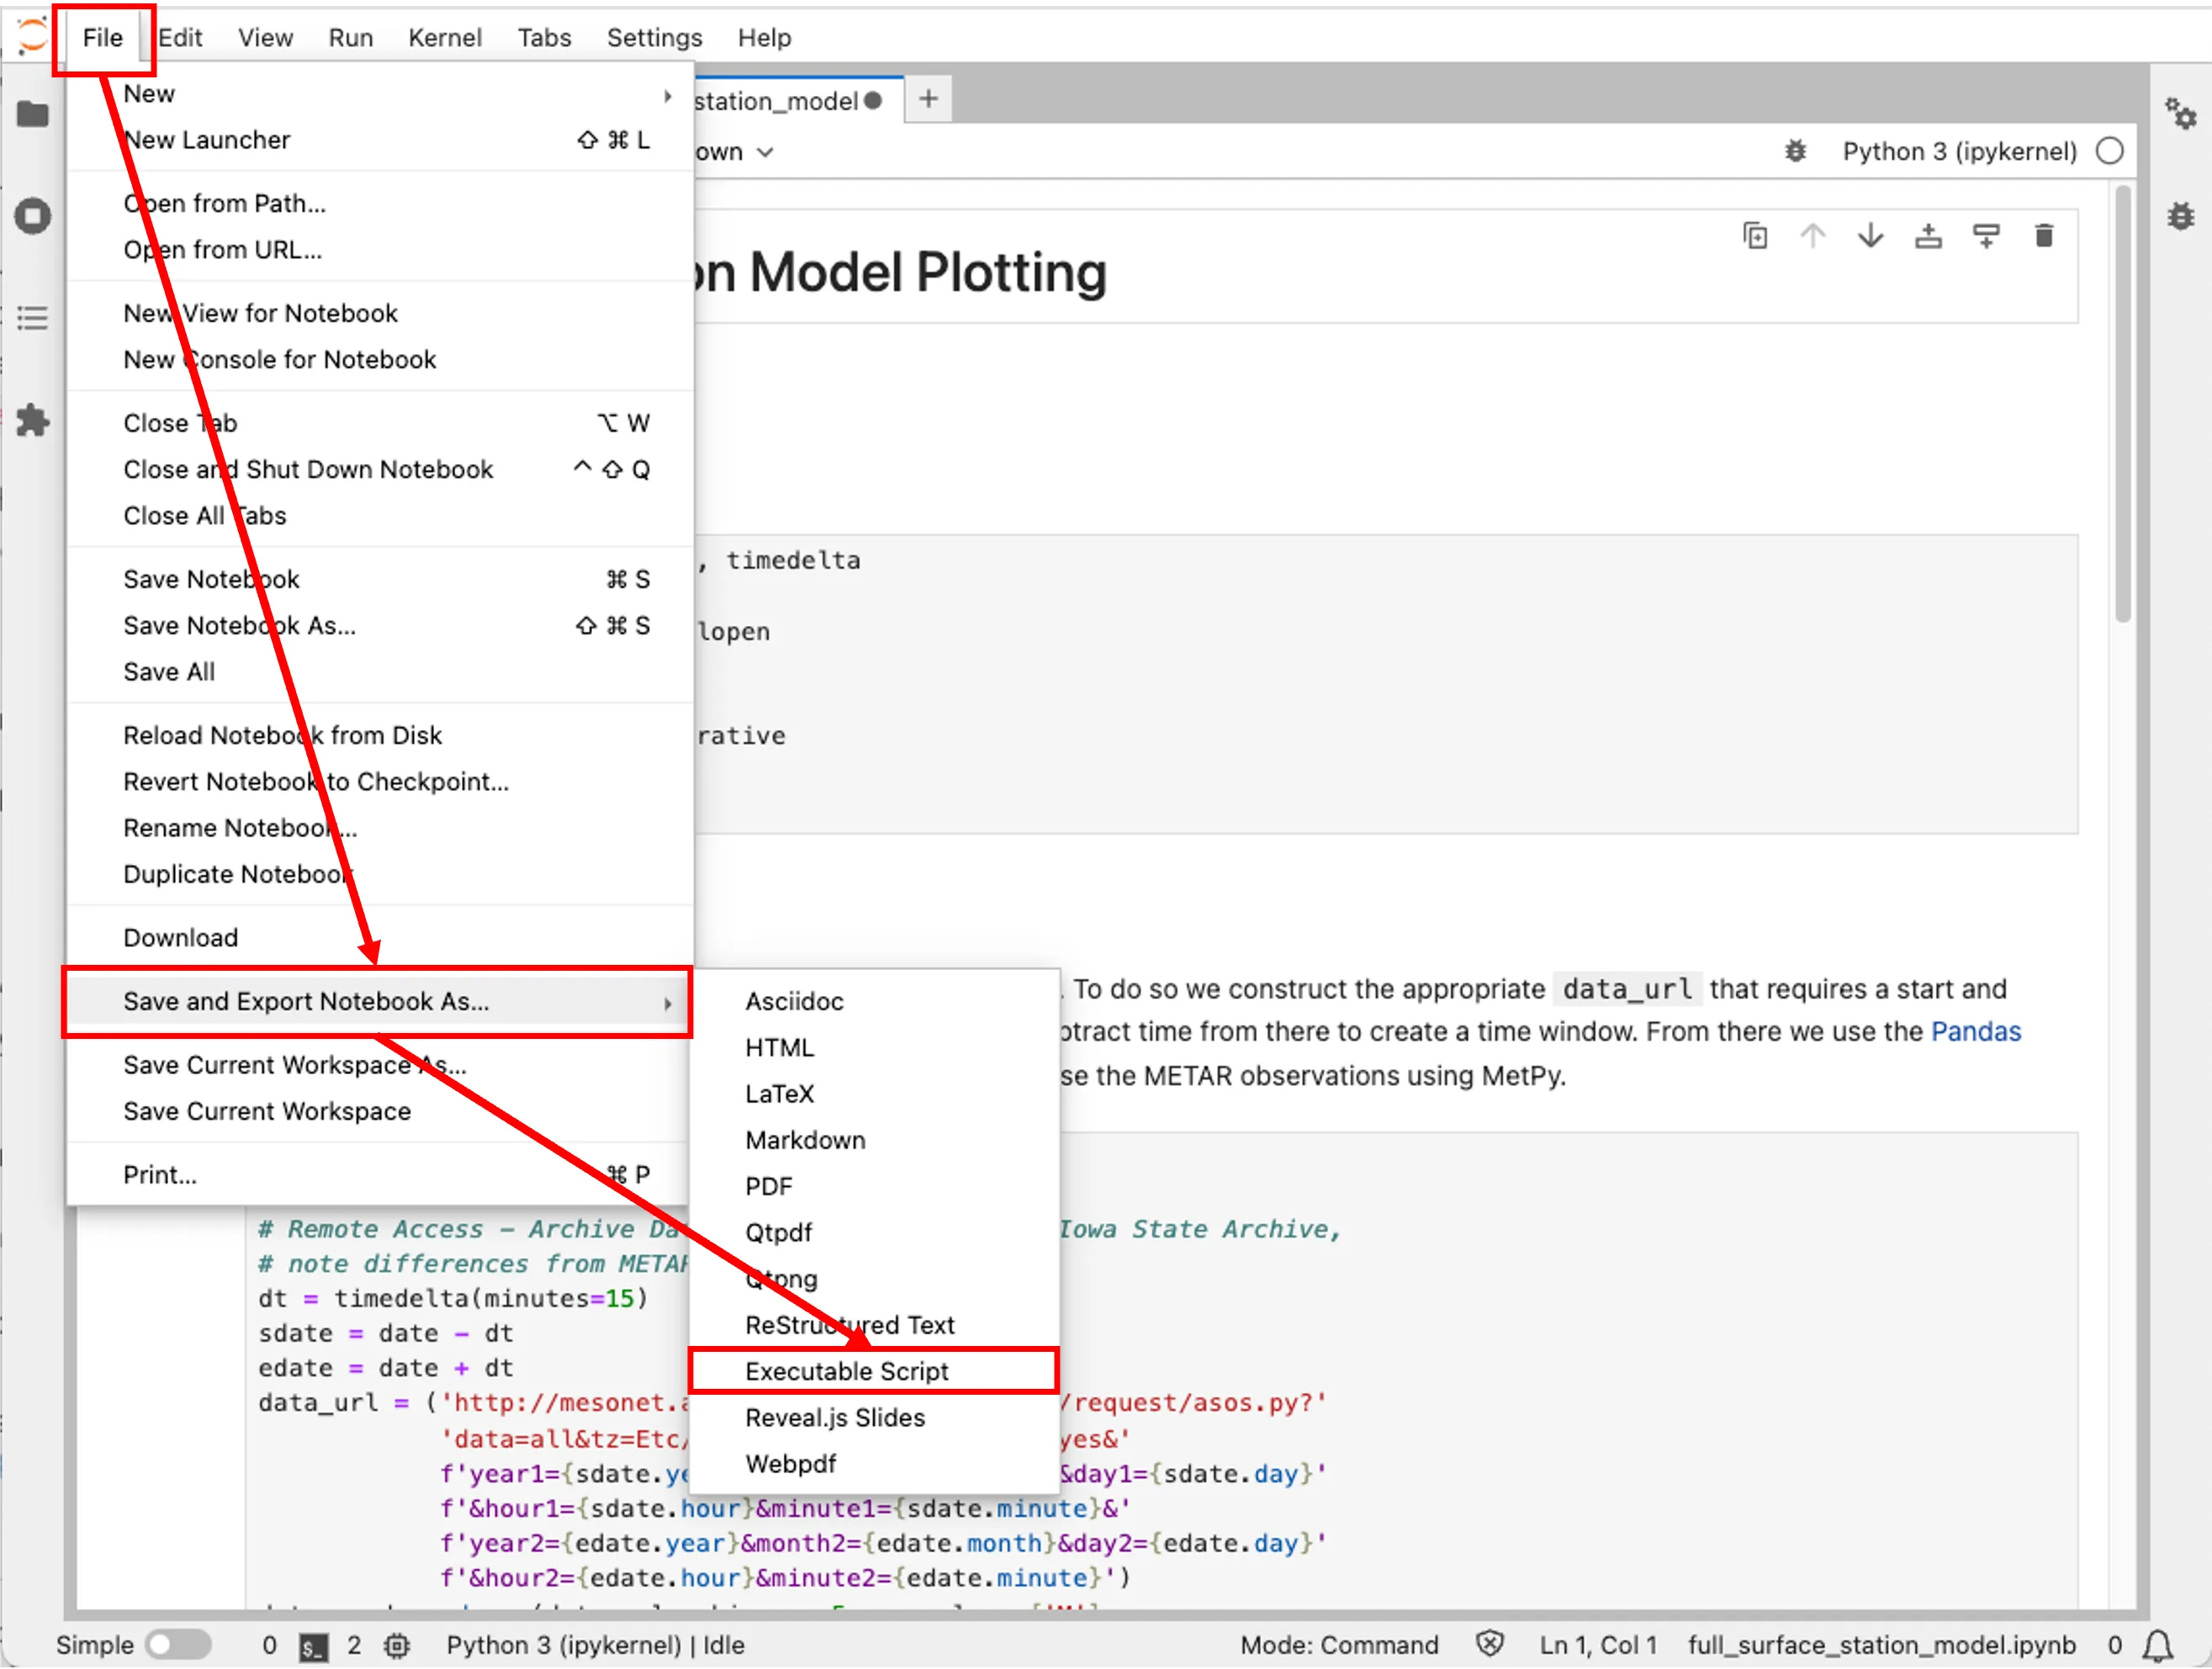 File Edit View Run Kernel Tabs Settings Help
New
New Launcher ⇧ ⌘ L
Open from Path...
Open from URL...
New View for Notebook
New Console for Notebook
Close Tab ⌥ W
Close and Shut Down Notebook ^ ⇧ Q
Close All Tabs
Save Notebook ⌘ S
Save Notebook As... ⇧ ⌘ S
Save All
Reload Notebook from Disk
Revert Notebook to Checkpoint...
Rename Notebook...
Duplicate Notebook
Download
Save and Export Notebook As...
Save Current Workspace As...
Save Current Workspace
Print... ⌘ P
Asciidoc
HTML
LaTeX
Markdown
PDF
Qtpdf
Qtpng
ReStructured Text
Executable Script
Reveal.js Slides
Webpdf
station_model +
own
Python 3 (ipykernel)
on Model Plotting
, timedelta
lopen
rative
. To do so we construct the appropriate data_url that requires a start and
otract time from there to create a time window. From there we use the Pandas
se the METAR observations using MetPy.
# Remote Access – Archive Da Iowa State Archive,
# note differences from METAR
dt = timedelta(minutes=15)
sdate = date - dt
edate = date + dt
data_url = ('http://mesonet.a /request/asos.py?'
'data=all&tz=Etc/ yes&'
f'year1={sdate.ye &day1={sdate.day}'
f'&hour1={sdate.hour}&minute1={sdate.minute}&'
f'year2={edate.year}&month2={edate.month}&day2={edate.day}'
f'&hour2={edate.hour}&minute2={edate.minute}')
Simple 0 $_ 2 Python 3 (ipykernel) | Idle Mode: Command Ln 1, Col 1 full_surface_station_model.ipynb 0